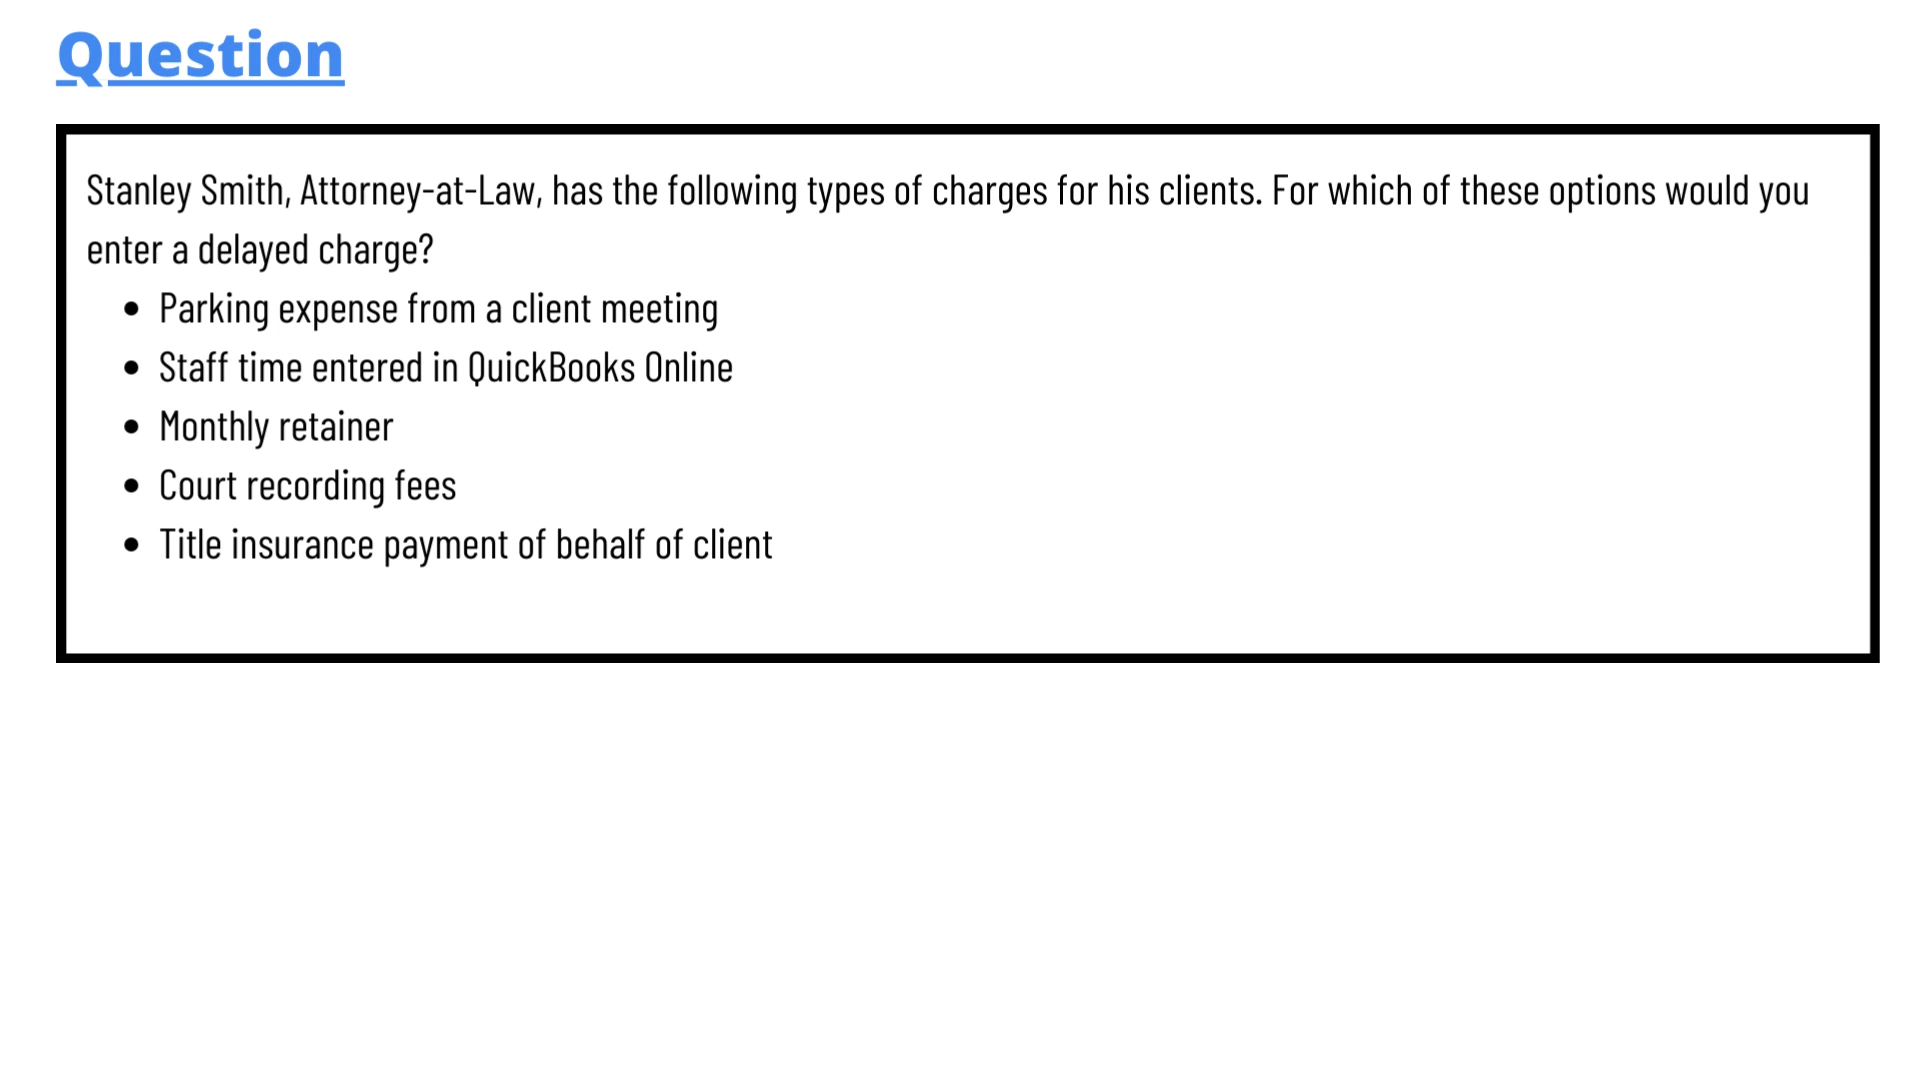 Question
Stanley Smith, Attorney-at-Law, has the following types of charges for his clients. For which of these options would you
enter a delayed charge?
• Parking expense from a client meeting
• Staff time entered in QuickBooks Online
• Monthly retainer
• Court recording fees
• Title insurance payment of behalf of client